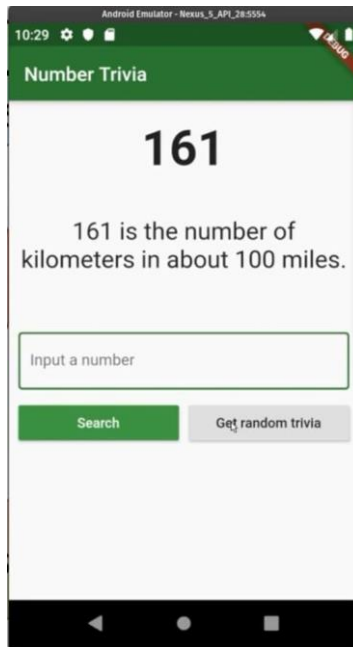 Android Emulator - Nexus_5_API_28:5554
10:29
DEBUG
Number Trivia
161
161 is the number of
kilometers in about 100 miles.
Input a number
Search
Get random trivia